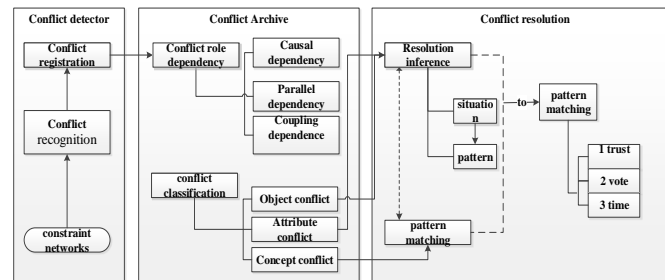 Conflict detector
Conflict
registration
Conflict
recognition
constraint
networks
Conflict Archive
Conflict role
dependency
Causal
dependency
Parallel
dependency
Coupling
dependence
conflict
classification
Object conflict
Attribute
conflict
Concept conflict
Conflict resolution
Resolution
inference
situatio
n
pattern
pattern
matching
to
pattern
matching
1 trust
2 vote
3 time